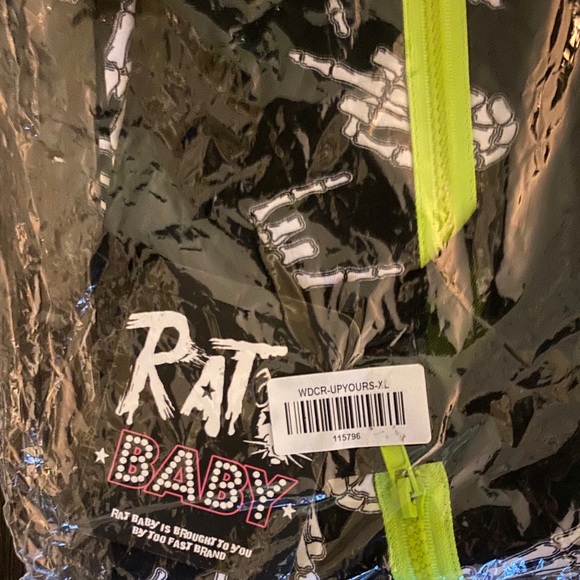 WDCR-UPYOURS-XL
115796
RAT
BABY
RAT BABY IS BROUGHT TO YOU
BY TOO FAST BRAND